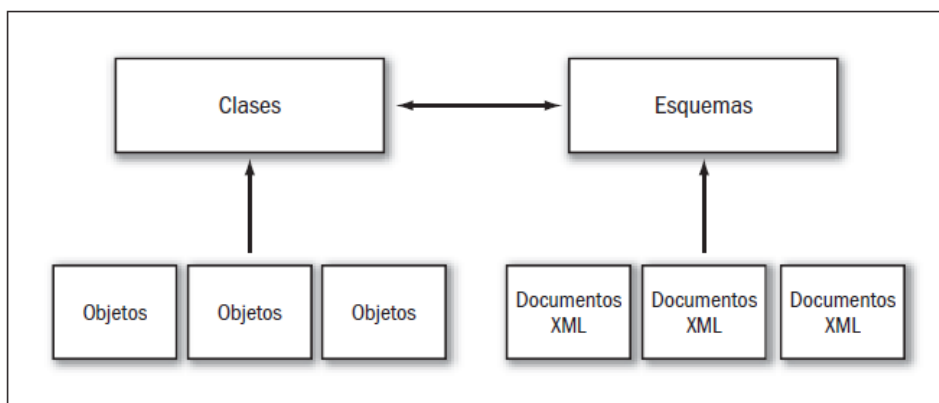 Clases
Esquemas
Objetos
Objetos
Objetos
Documentos
XML
Documentos
XML
Documentos
XML